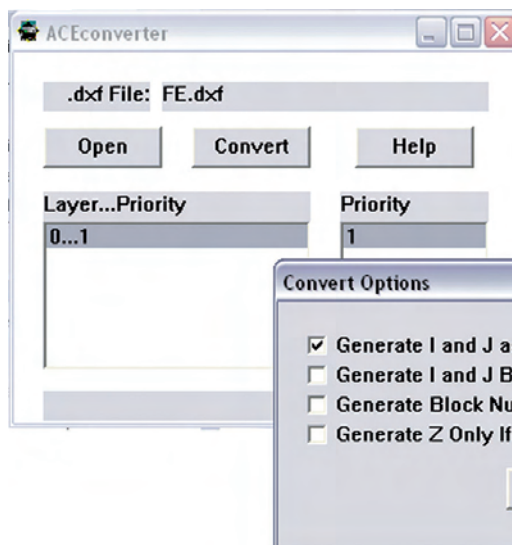 ACEconverter
.dxf File: FE.dxf
Open Convert Help
Layer...Priority Priority
0...1 1
Convert Options
Generate I and J a
Generate I and J B
Generate Block Nu
Generate Z Only If